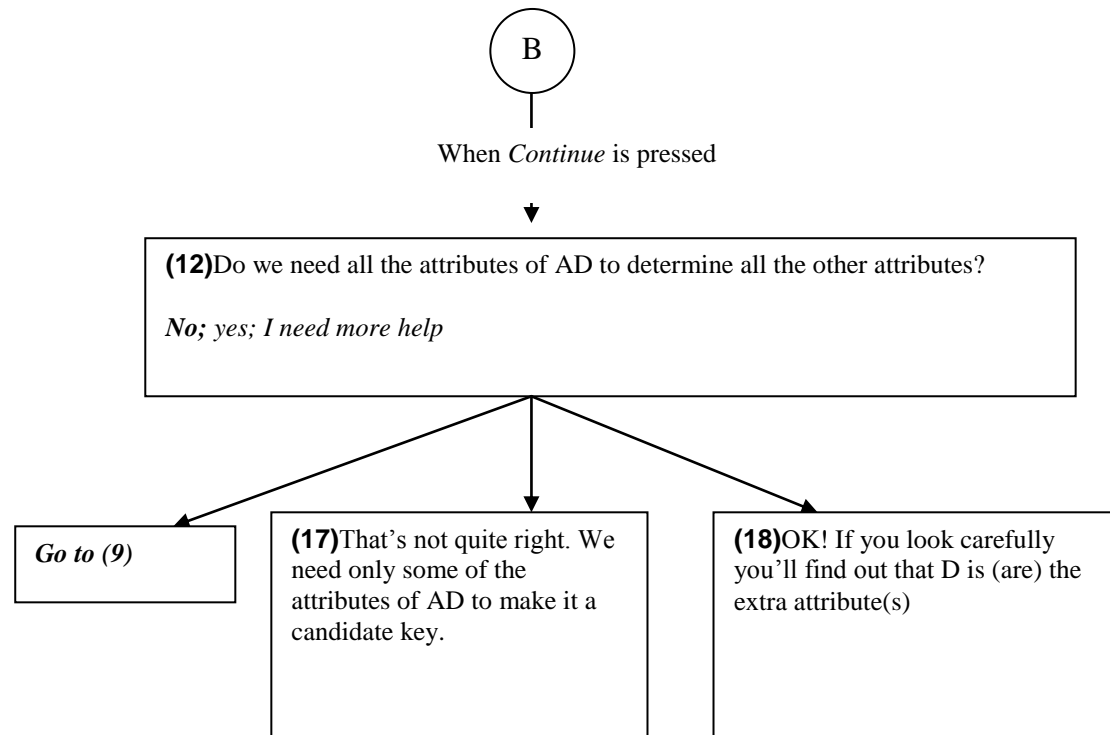 B
When Continue is pressed
(12)Do we need all the attributes of AD to determine all the other attributes?
No; yes; I need more help
Go to (9)
(17)That’s not quite right. We
need only some of the
attributes of AD to make it a
candidate key.
(18)OK! If you look carefully
you’ll find out that D is (are) the
extra attribute(s)